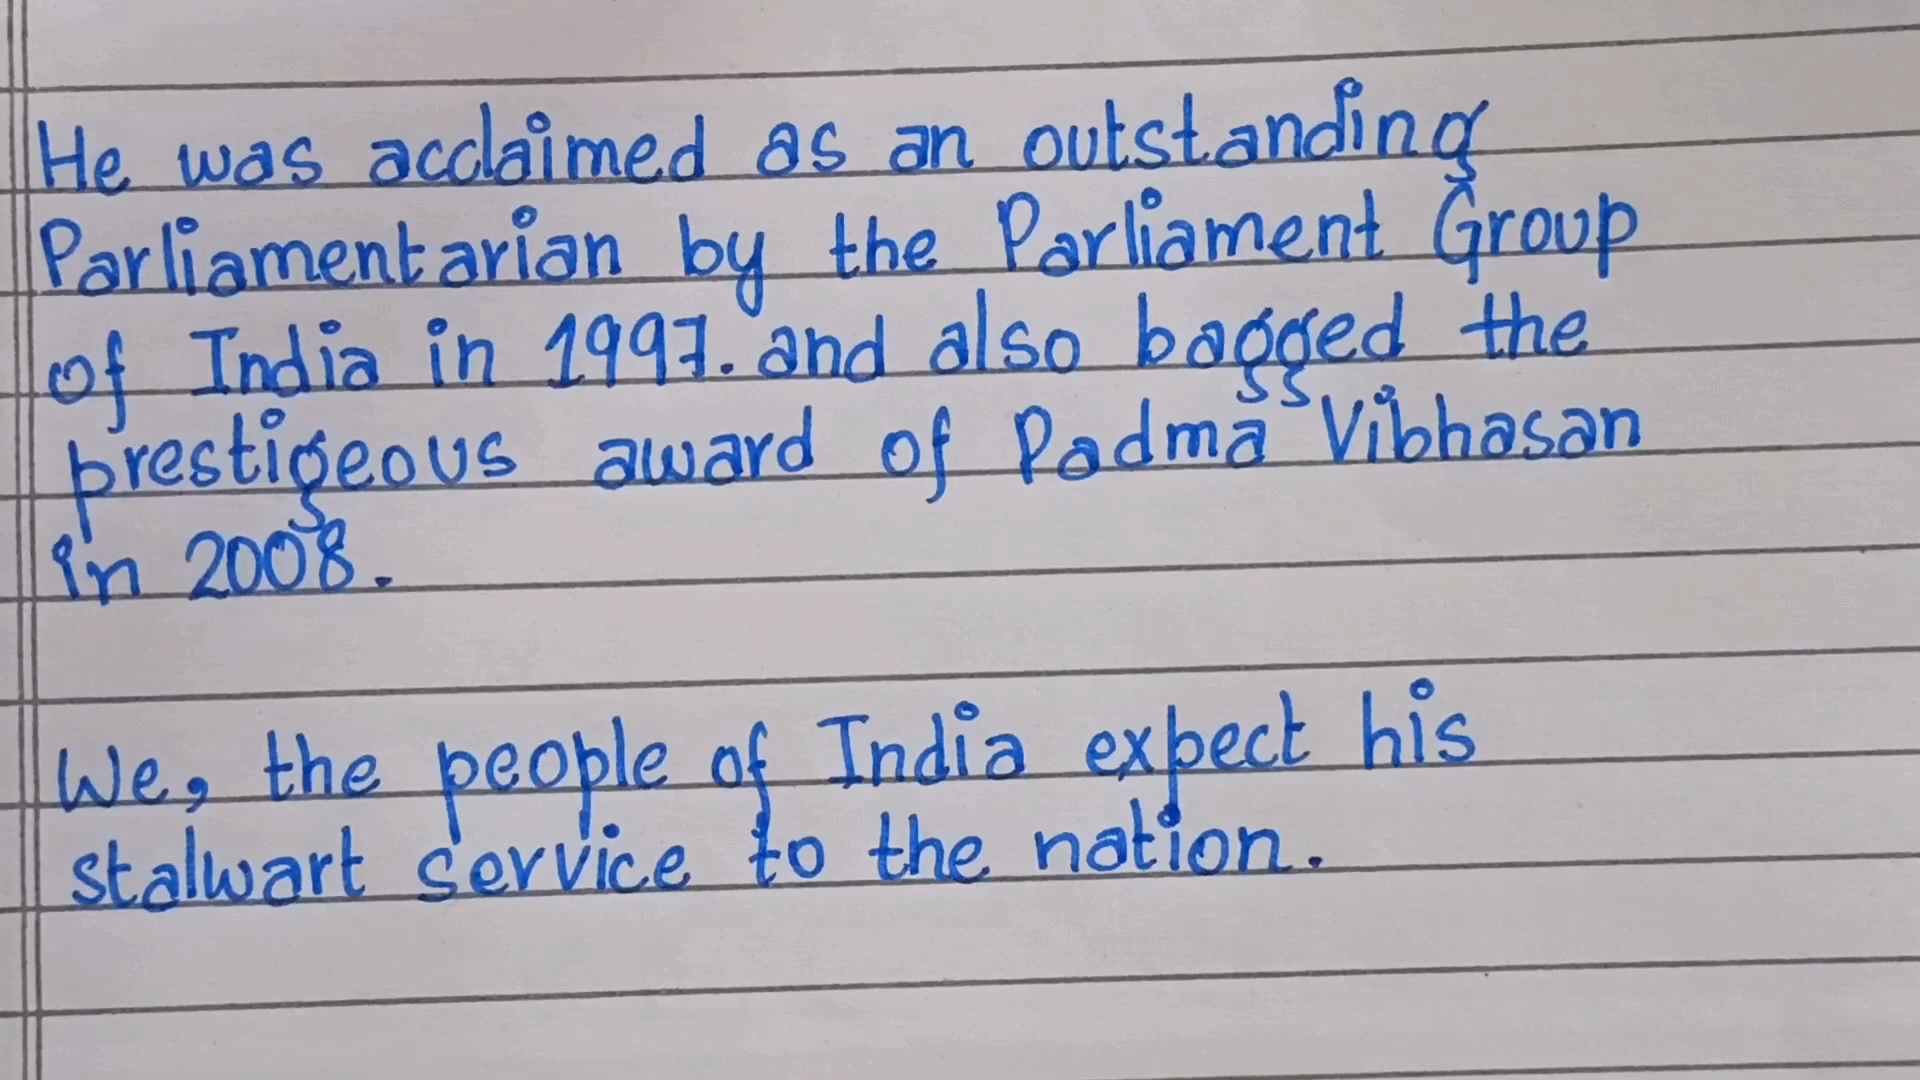 He was acclaimed as an outstanding
Parliamentarian by the Parliament Group
of India in 1997. and also bagged the
prestigeous award of Padma Vibhasan
in 2008.
We, the people of India expect his
stalwart service to the nation.